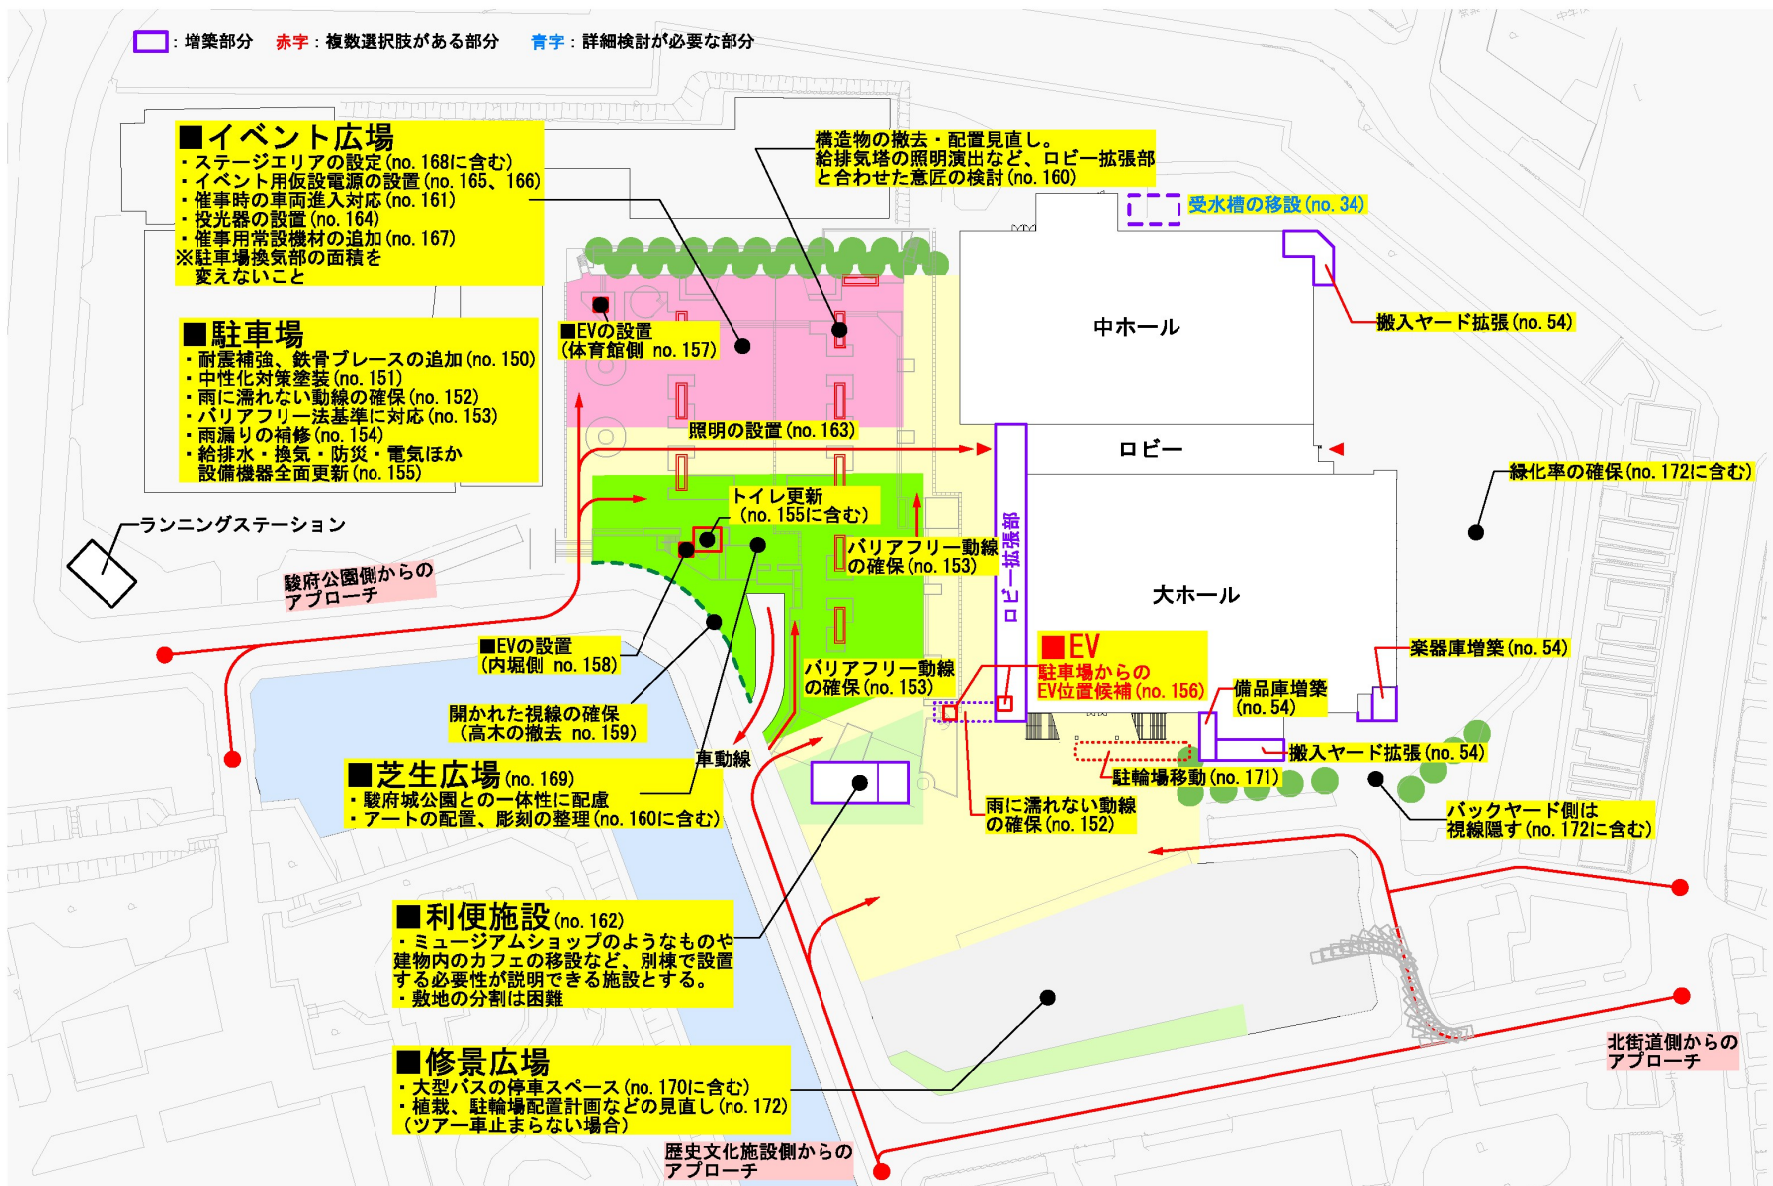 ：増築部分　赤字：複数選択肢がある部分　青字：詳細検討が必要な部分
■イベント広場
・ステージエリアの設定(no.168に含む)
・イベント用仮設電源の設置(no.165、166)
・催事時の車両進入対応(no.161)
・投光器の設置(no.164)
・催事用常設機材の追加(no.167)
※駐車場換気部の面積を
変えないこと
構造物の撤去・配置見直し。
給排気塔の照明演出など、ロビー拡張部
と合わせた意匠の検討(no.160)
受水槽の移設(no.34)
■駐車場
・耐震補強、鉄骨ブレースの追加(no.150)
・中性化対策塗装(no.151)
・雨に濡れない動線の確保(no.152)
・バリアフリー法基準に対応(no.153)
・雨漏りの補修(no.154)
・給排水・換気・防災・電気ほか
設備機器全面更新(no.155)
■EVの設置
(体育館側 no.157)
中ホール
搬入ヤード拡張(no.54)
照明の設置(no.163)
ロビー
緑化率の確保(no.172に含む)
トイレ更新
(no.155に含む)
ランニングステーション
バリアフリー動線
の確保(no.153)
ロビー拡張部
大ホール
駿府公園側からの
アプローチ
■EVの設置
(内堀側 no.158)
バリアフリー動線
の確保(no.153)
■EV
駐車場からの
EV位置候補(no.156)
楽器庫増築(no.54)
備品庫増築
(no.54)
開かれた視線の確保
(高木の撤去 no.159)
車動線
搬入ヤード拡張(no.54)
駐輪場移動(no.171)
■芝生広場(no.169)
・駿府城公園との一体性に配慮
・アートの配置、彫刻の整理(no.160に含む)
雨に濡れない動線
の確保(no.152)
バックヤード側は
視線隠す(no.172に含む)
■利便施設(no.162)
・ミュージアムショップのようなものや
建物内のカフェの移設など、別棟で設置
する必要性が説明できる施設とする。
・敷地の分割は困難
■修景広場
・大型バスの停車スペース(no.170に含む)
・植栽、駐輪場配置計画などの見直し(no.172)
(ツアー車止まらない場合)
北街道側からの
アプローチ
歴史文化施設側からの
アプローチ